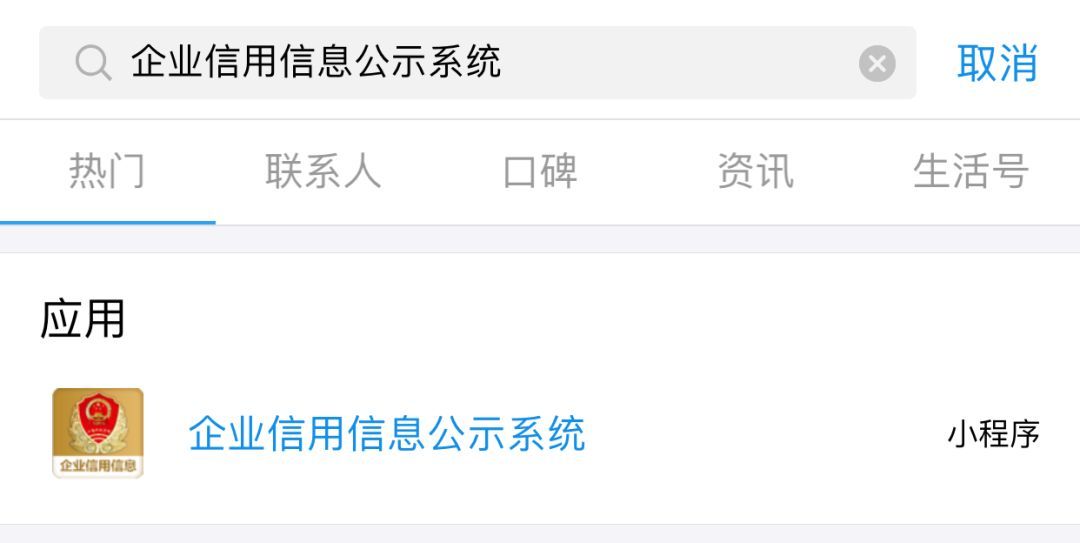 企业信用信息公示系统 取消
热门 联系人 口碑 资讯 生活号
应用
企业信用信息公示系统 小程序
企业信用信息